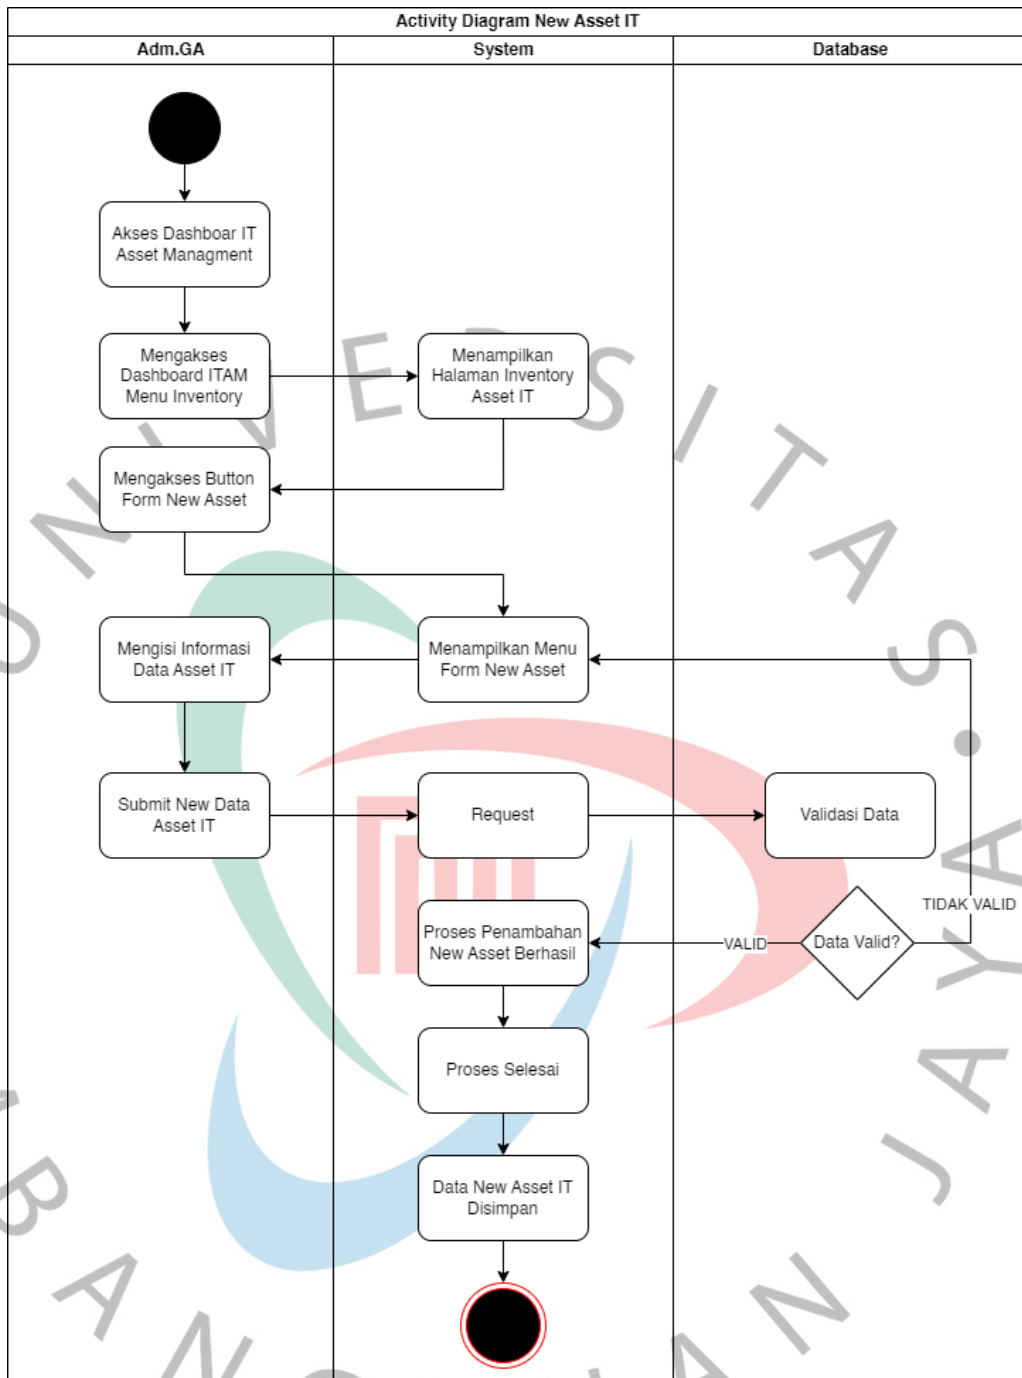 Activity Diagram New Asset IT
Adm.GA
System
Database
Akses Dashboar IT
Asset Managment
Mengakses
Dashboard ITAM
Menu Inventory
Menampilkan
Halaman Inventory
Asset IT
Mengakses Button
Form New Asset
Mengisi Informasi
Data Asset IT
Menampilkan Menu
Form New Asset
Submit New Data
Asset IT
Request
Validasi Data
TIDAK VALID
Proses Penambahan
New Asset Berhasil
VALID
Data Valid?
Proses Selesai
Data New Asset IT
Disimpan
UNIVERSITAS
JAYA